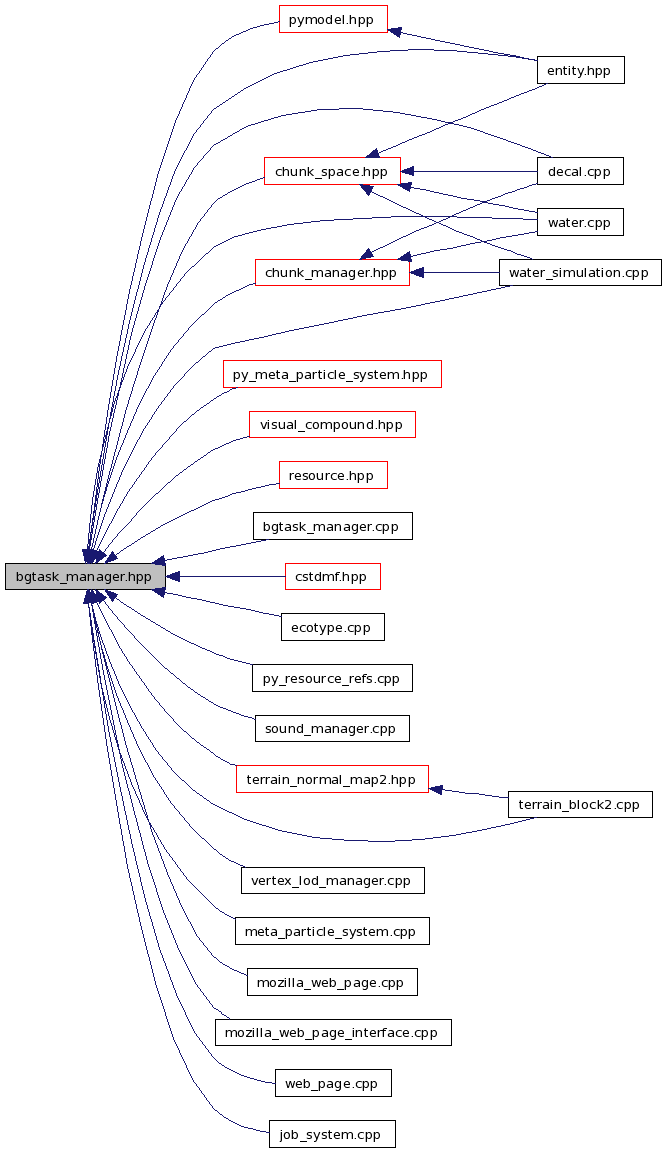 pymodel.hpp
entity.hpp
chunk_space.hpp
decal.cpp
water.cpp
chunk_manager.hpp
water_simulation.cpp
py_meta_particle_system.hpp
visual_compound.hpp
resource.hpp
bgtask_manager.cpp
bgtask_manager.hpp
cstdmf.hpp
ecotype.cpp
py_resource_refs.cpp
sound_manager.cpp
terrain_normal_map2.hpp
terrain_block2.cpp
vertex_lod_manager.cpp
meta_particle_system.cpp
mozilla_web_page.cpp
mozilla_web_page_interface.cpp
web_page.cpp
job_system.cpp